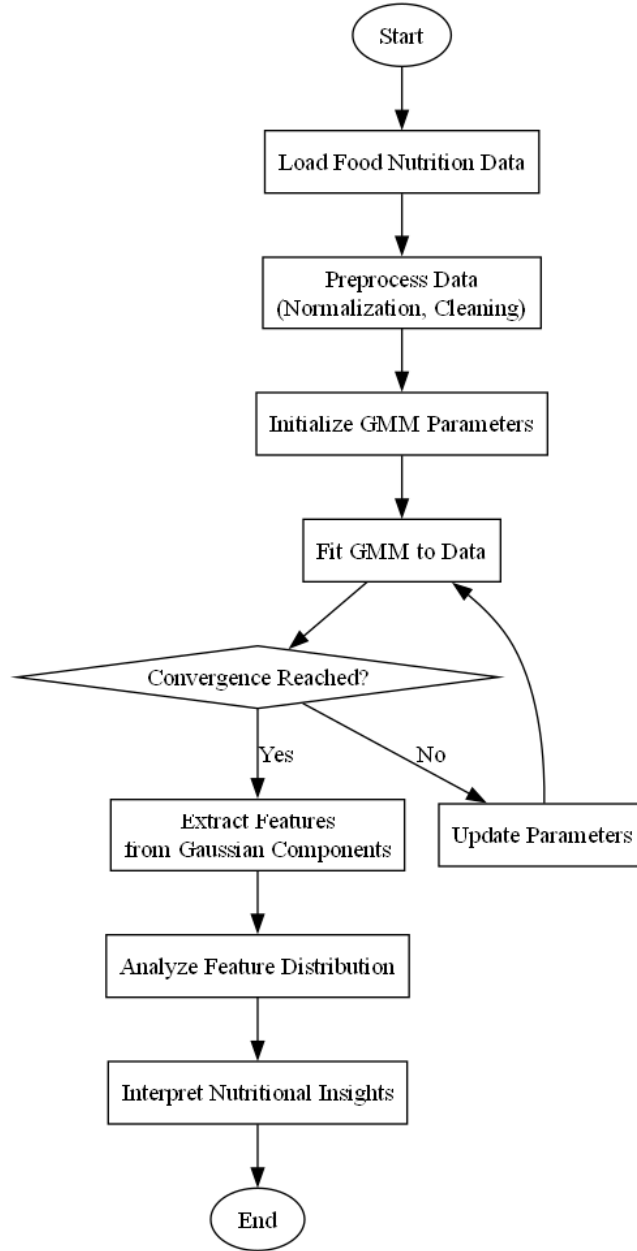 Start
Load Food Nutrition Data
Preprocess Data
(Normalization, Cleaning)
Initialize GMM Parameters
Fit GMM to Data
Convergence Reached?
Yes
No
Extract Features
from Gaussian Components
Update Parameters
Analyze Feature Distribution
Interpret Nutritional Insights
End